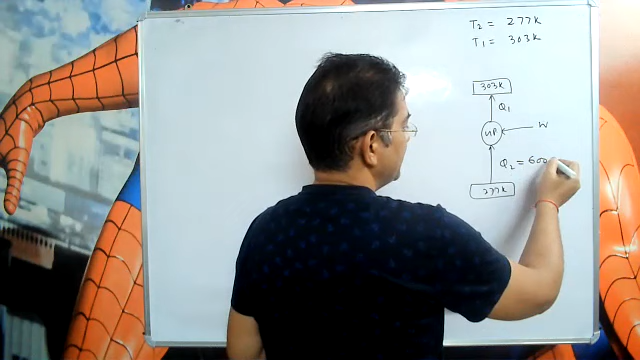 T2 = 277K
T1 = 303K
303K
Q1
HP
W
Q2 = 600
277K